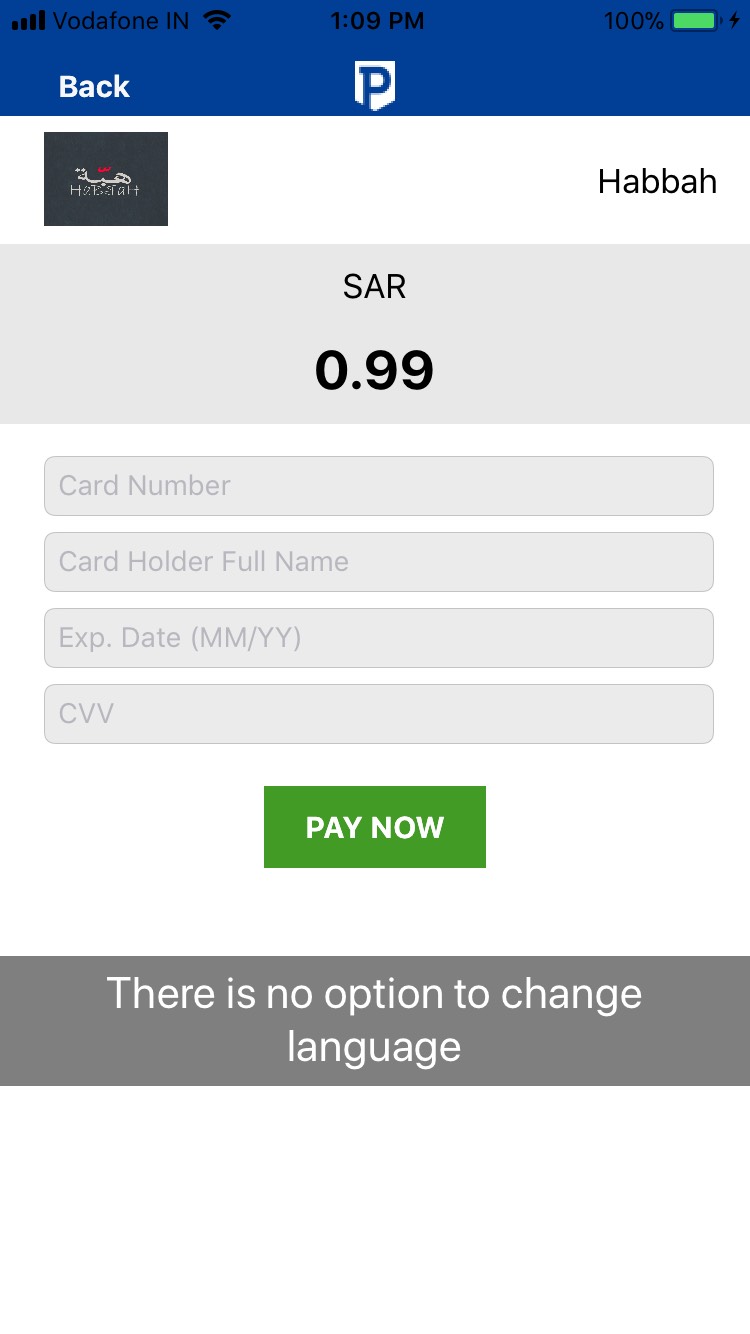 Vodafone IN 1:09 PM 100%
Back
P
هبّة
HabbaH
Habbah
SAR
0.99
Card Number
Card Holder Full Name
Exp. Date (MM/YY)
CVV
PAY NOW
There is no option to change
language